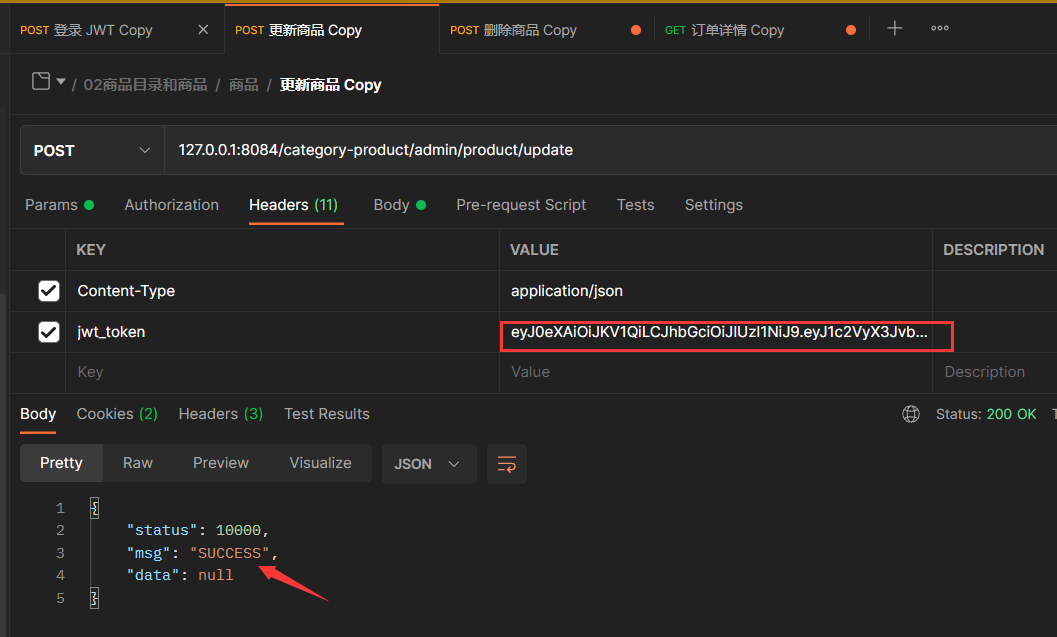 POST 登录 JWT Copy POST 更新商品 Copy POST 删除商品 Copy GET 订单详情 Copy
/ 02商品目录和商品 / 商品 / 更新商品 Copy
POST 127.0.0.1:8084/category-product/admin/product/update
Params Authorization Headers (11) Body Pre-request Script Tests Settings
KEY VALUE DESCRIPTION
Content-Type application/json
jwt_token eyJ0eXAiOiJKV1QiLCJhbGciOiJIUzI1NiJ9.eyJ1c2VyX3Jvb...
Key Value Description
Body Cookies (2) Headers (3) Test Results Status: 200 OK
Pretty Raw Preview Visualize JSON
1 {
2 "status": 10000,
3 "msg": "SUCCESS",
4 "data": null
5 }